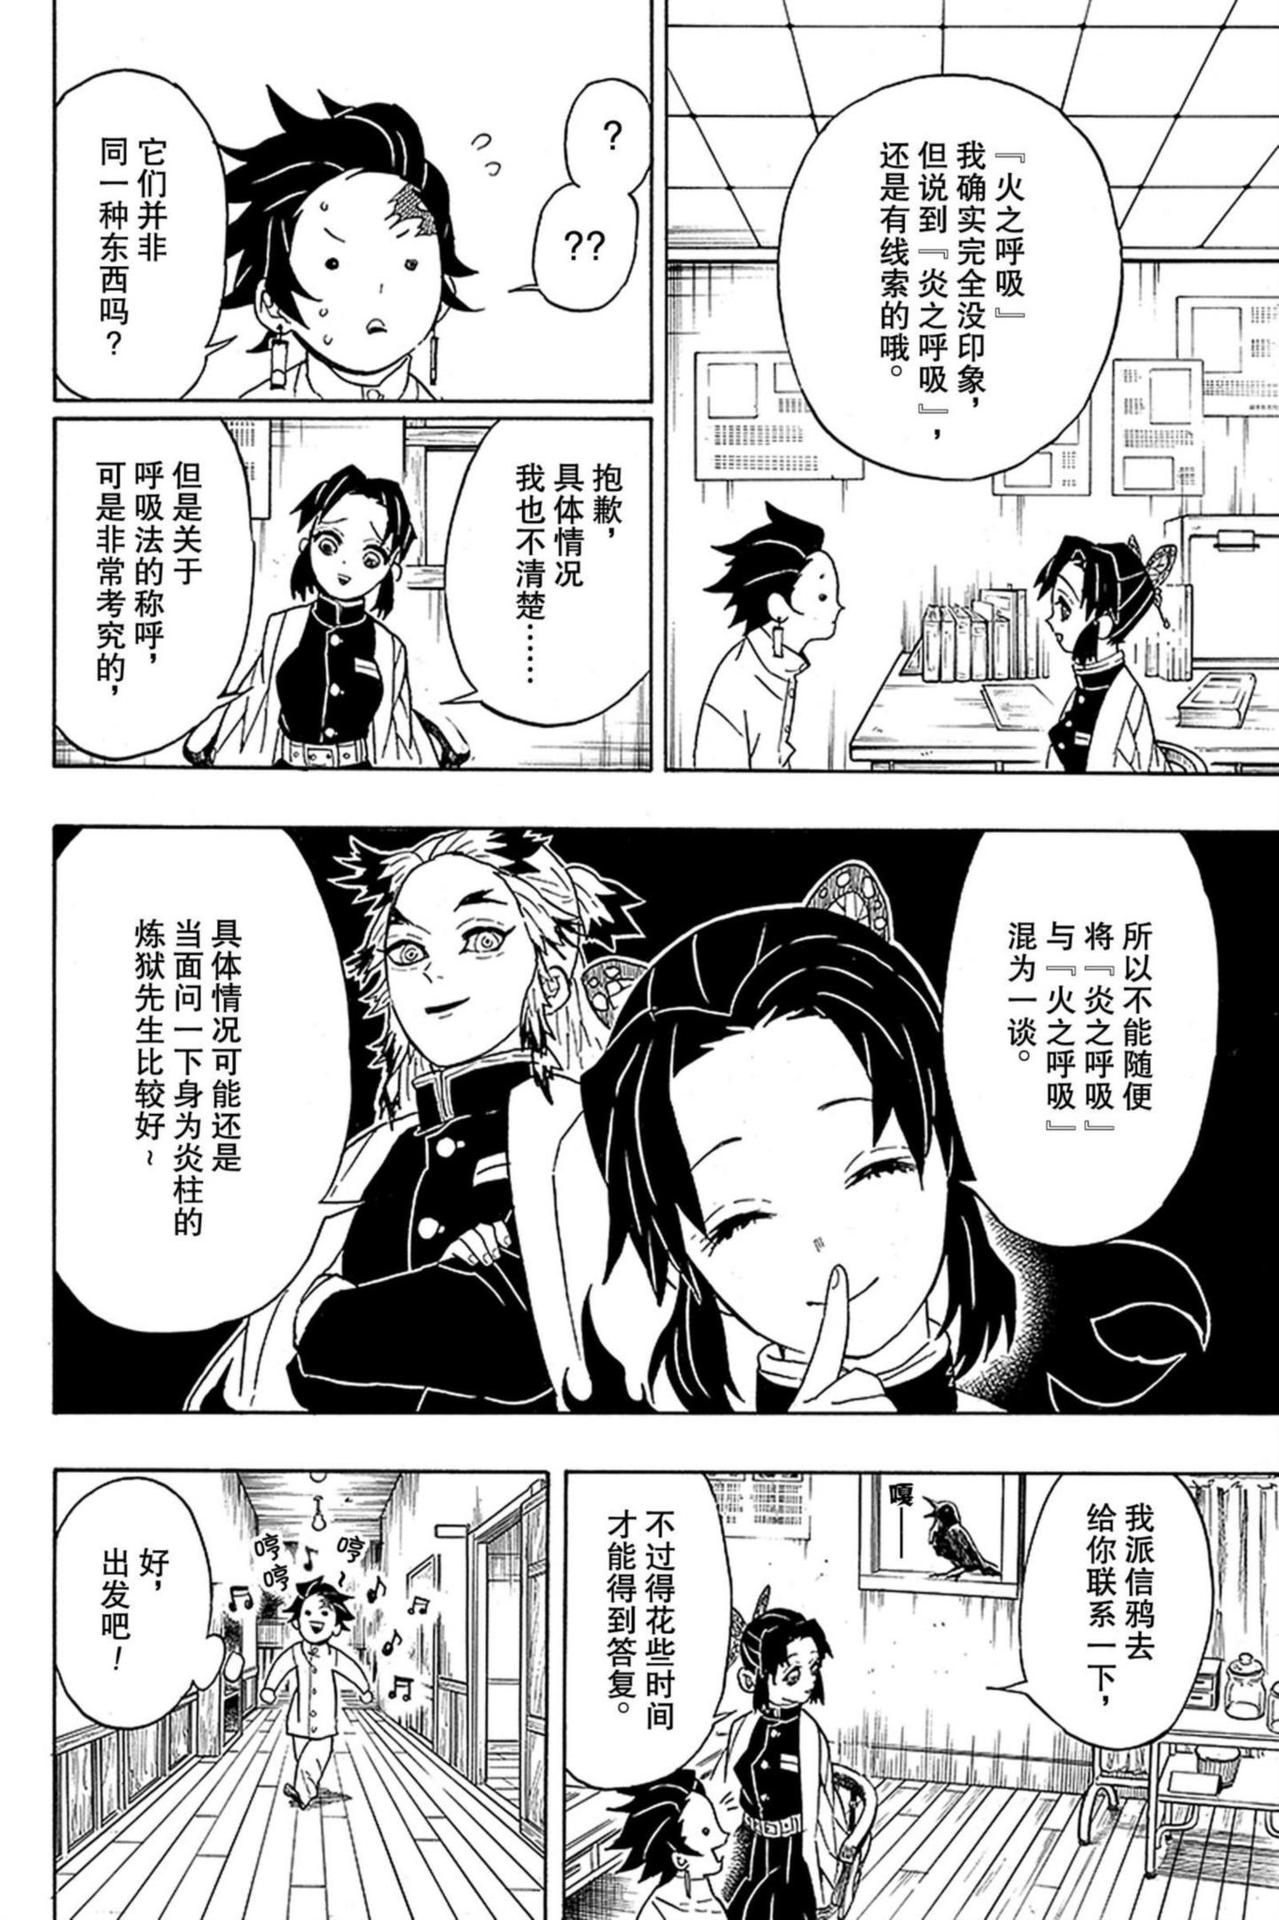 『火之呼吸』
我确实完全没印象，
但说到『炎之呼吸』，
还是有线索的哦。
？
？？
它们并非
同一种东西吗？
抱歉，
具体情况
我也不清楚……
但是关于
呼吸法的称呼，
可是非常考究的，
所以不能随便
将『炎之呼吸』
与『火之呼吸』
混为一谈。
具体情况可能还是
当面问一下身为炎柱的
炼狱先生比较好~
嘎——
我派信鸦去
给你联系一下，
不过得花些时间
才能得到答复。
哼~
哼
哼
好，
出发吧！